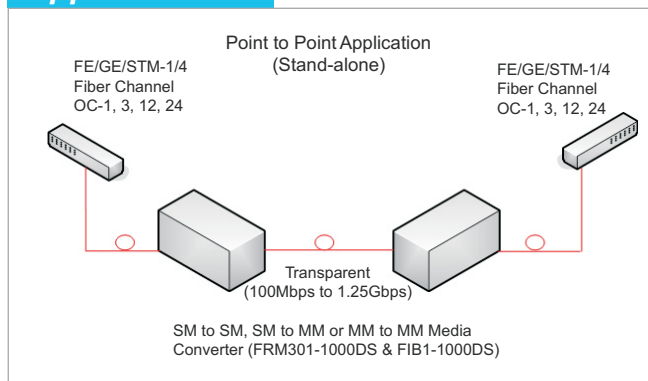 Point to Point Application
(Stand-alone)
FE/GE/STM-1/4
Fiber Channel
OC-1, 3, 12, 24
FE/GE/STM-1/4
Fiber Channel
OC-1, 3, 12, 24
Transparent
(100Mbps to 1.25Gbps)
SM to SM, SM to MM or MM to MM Media
Converter (FRM301-1000DS & FIB1-1000DS)